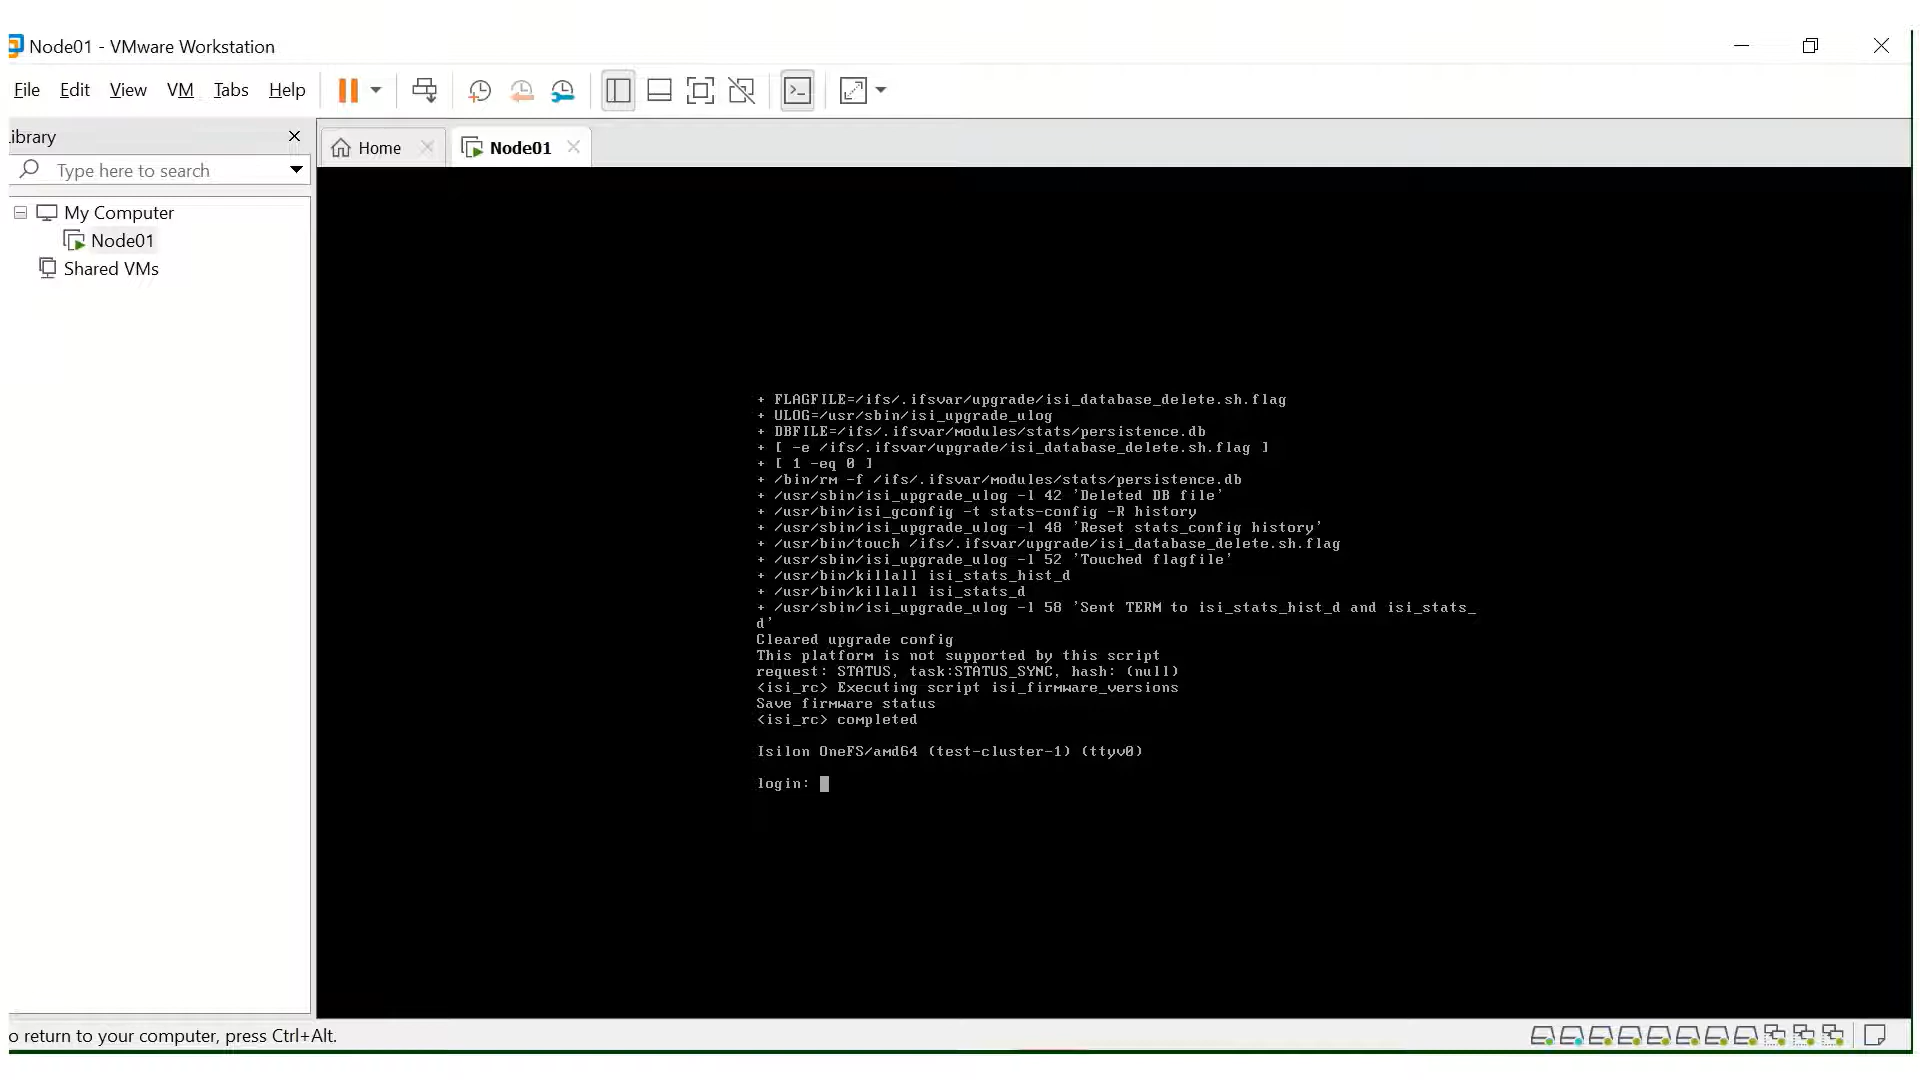 Node01 - VMware Workstation
File Edit View VM Tabs Help
ibrary
Home
Node01
Type here to search
My Computer
Node01
Shared VMs
+ FLAGFILE=/ifs/.ifsvar/upgrade/isi_database_delete.sh.flag
+ ULOG=/usr/sbin/isi_upgrade_ulog
+ DBFILE=/ifs/.ifsvar/modules/stats/persistence.db
+ [ -e /ifs/.ifsvar/upgrade/isi_database_delete.sh.flag ]
+ [ 1 -eq 0 ]
+ /bin/rm -f /ifs/.ifsvar/modules/stats/persistence.db
+ /usr/sbin/isi_upgrade_ulog -l 42 'Deleted DB file'
+ /usr/bin/isi_gconfig -t stats-config -R history
+ /usr/sbin/isi_upgrade_ulog -l 48 'Reset stats_config history'
+ /usr/bin/touch /ifs/.ifsvar/upgrade/isi_database_delete.sh.flag
+ /usr/sbin/isi_upgrade_ulog -l 52 'Touched flagfile'
+ /usr/bin/killall isi_stats_hist_d
+ /usr/bin/killall isi_stats_d
+ /usr/sbin/isi_upgrade_ulog -l 58 'Sent TERM to isi_stats_hist_d and isi_stats_
d'
Cleared upgrade config
This platform is not supported by this script
request: STATUS, task:STATUS_SYNC, hash: (null)
<isi_rc> Executing script isi_firmware_versions
Save firmware status
<isi_rc> completed
Isilon OneFS/amd64 (test-cluster-1) (ttyv0)
login:
o return to your computer, press Ctrl+Alt.